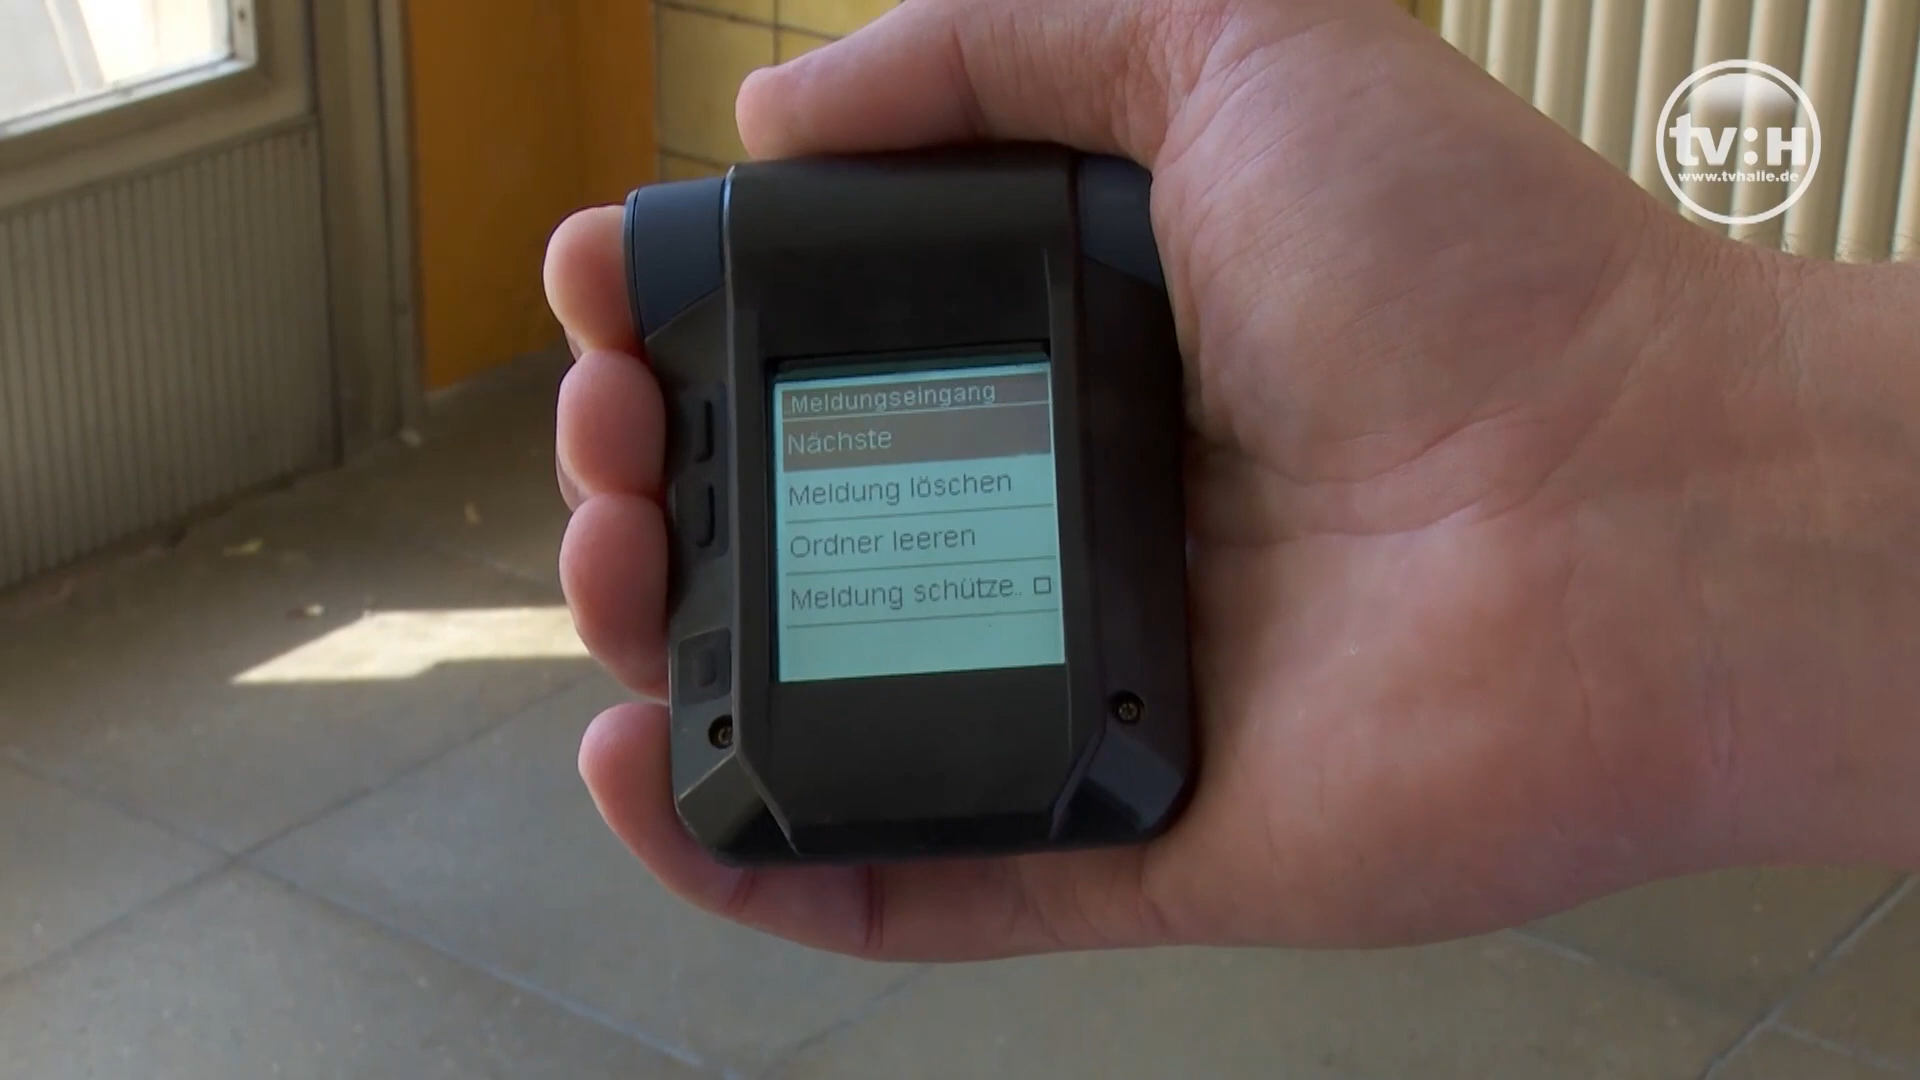 tv:H
www.tvhalle.de
Meldungseingang
Nächste
Meldung löschen
Ordner leeren
Meldung schütze..